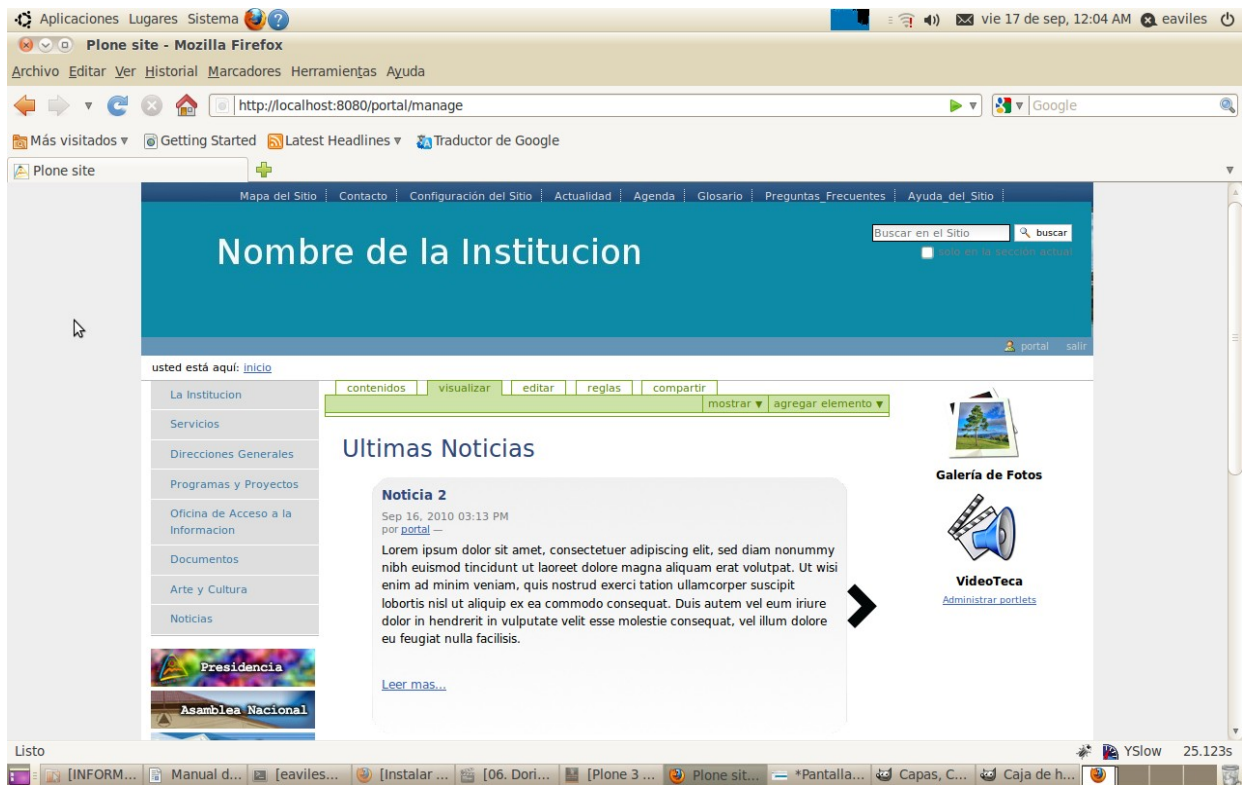 Aplicaciones Lugares Sistema
vie 17 de sep, 12:04 AM eaviles
Plone site - Mozilla Firefox
Archivo Editar Ver Historial Marcadores Herramientas Ayuda
http://localhost:8080/portal/manage
Google
Más visitados Getting Started Latest Headlines Traductor de Google
Plone site
Mapa del Sitio Contacto Configuración del Sitio Actualidad Agenda Glosario Preguntas_Frecuentes Ayuda_del_Sitio
Nombre de la Institucion
Buscar en el Sitio buscar
solo en la sección actual
portal salir
usted está aquí: inicio
La Institucion
Servicios
Direcciones Generales
Programas y Proyectos
Oficina de Acceso a la
Informacion
Documentos
Arte y Cultura
Noticias
Presidencia
Asamblea Nacional
contenidos visualizar editar reglas compartir
mostrar agregar elemento
Ultimas Noticias
Noticia 2
Sep 16, 2010 03:13 PM
por portal —
Lorem ipsum dolor sit amet, consectetuer adipiscing elit, sed diam nonummy
nibh euismod tincidunt ut laoreet dolore magna aliquam erat volutpat. Ut wisi
enim ad minim veniam, quis nostrud exerci tation ullamcorper suscipit
lobortis nisl ut aliquip ex ea commodo consequat. Duis autem vel eum iriure
dolor in hendrerit in vulputate velit esse molestie consequat, vel illum dolore
eu feugiat nulla facilisis.
Leer mas...
Galería de Fotos
VideoTeca
Administrar portlets
Listo
YSlow 25.123s
[INFORM... Manual d... [eaviles... [Instalar ... [06. Dori... [Plone 3 ... Plone sit... *Pantalla... Capas, C... Caja de h...